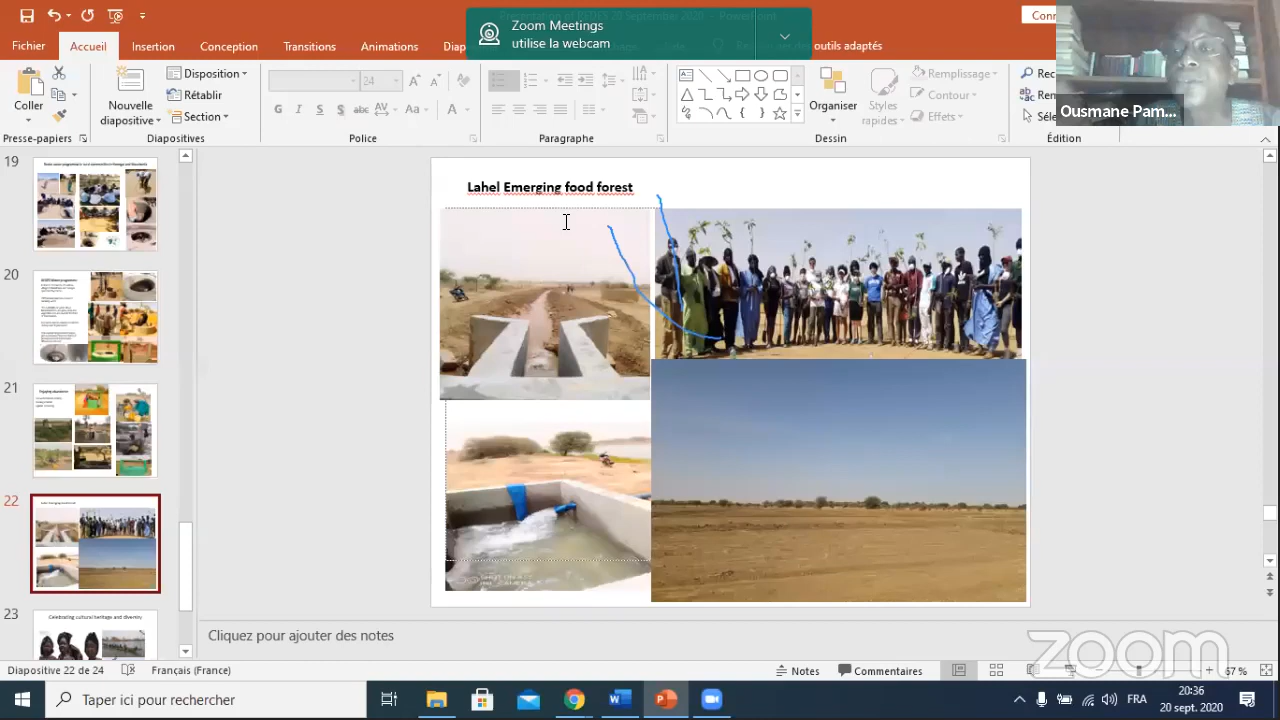 Zoom Meetings
utilise la webcam
Fichier
Accueil
Insertion
Conception
Transitions
Animations
outils adaptés
Coller
Nouvelle
diapositive
Disposition
Rétablir
Section
24
G I S
Aa
A
Organiser
Styles
rapides
Remplissage
Contour
Effets
Presse-papiers
Diapositives
Police
Paragraphe
Dessin
Édition
Ousmane Pam...
19
20
21
22
23
Celebrating cultural heritage and diversity
Lahel Emerging food forest
Cliquez pour ajouter des notes
zoom
Diapositive 22 de 24
Français (France)
Notes
Commentaires
67 %
Taper ici pour rechercher
FRA
20:36
20 sept. 2020